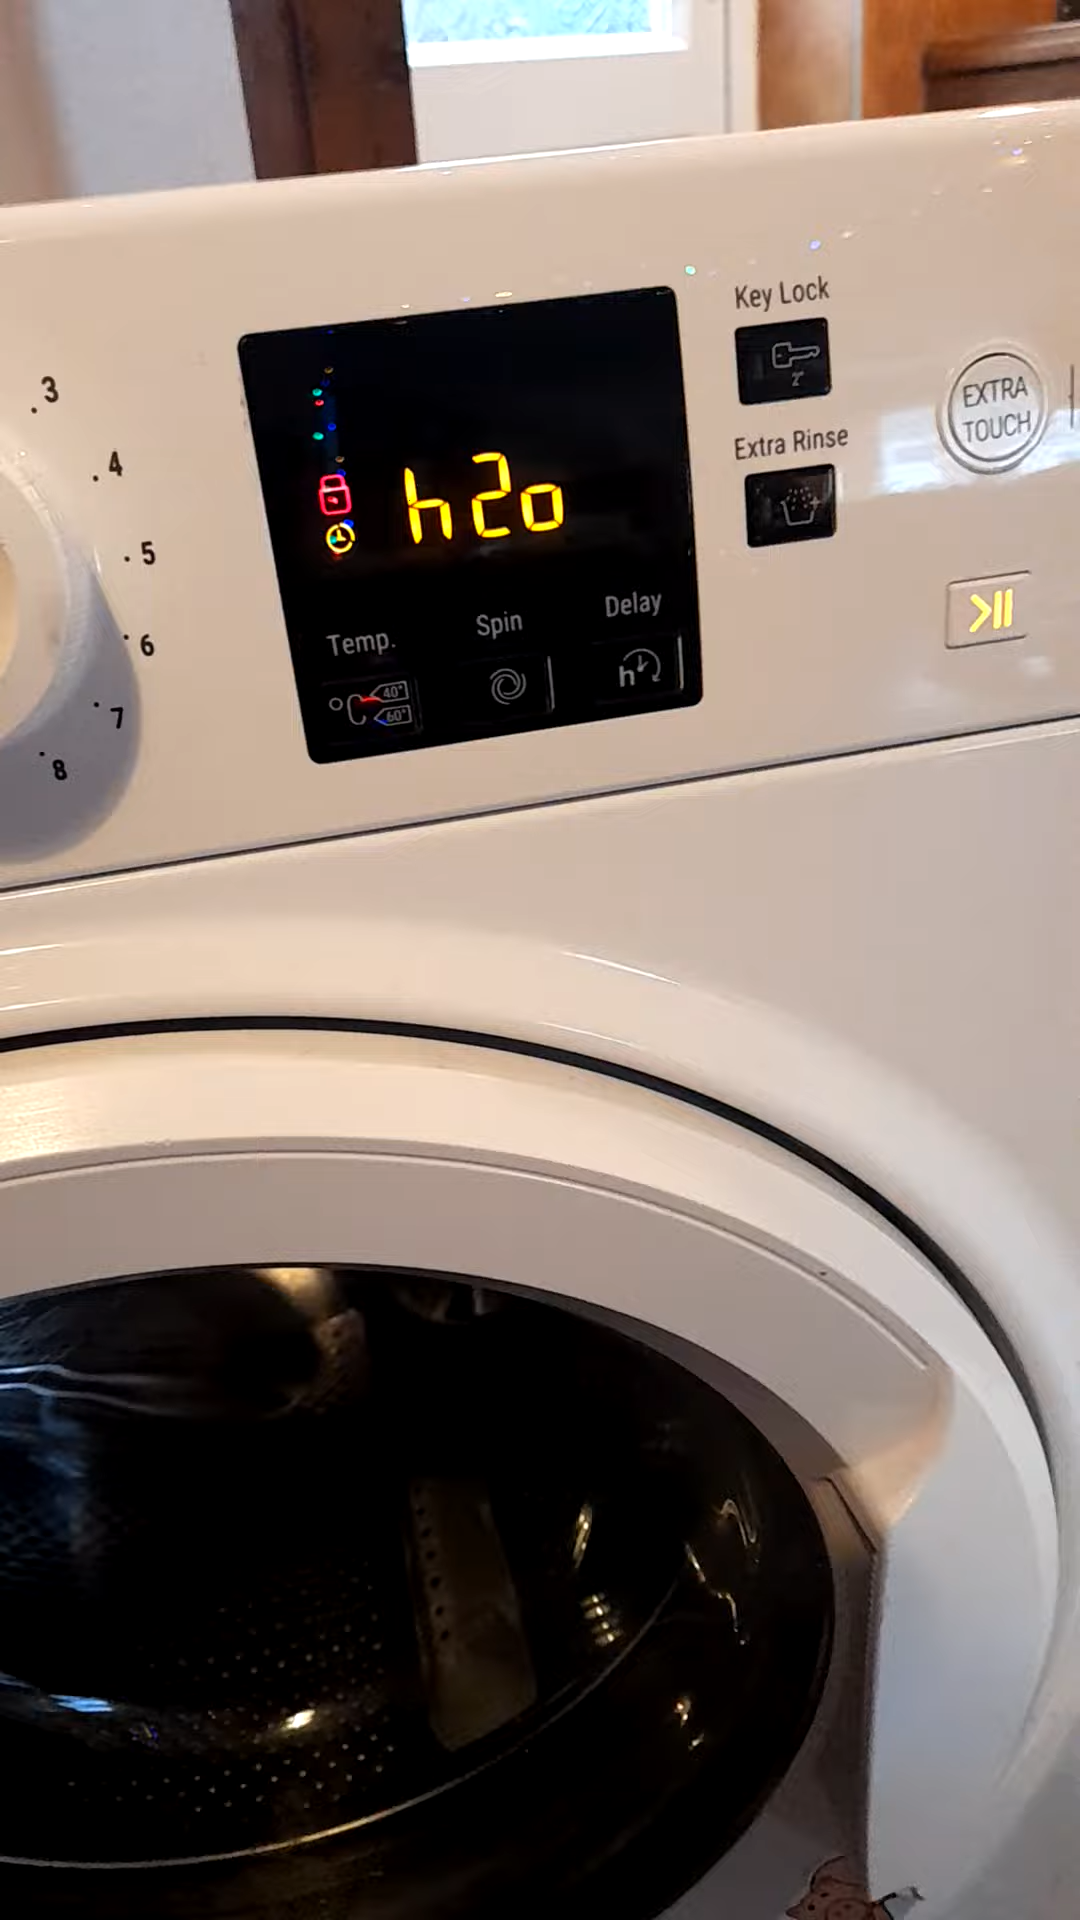 3
4
5
6
7
8
h2o
Temp.
Spin
Delay
°C
40°
60°
h
Key Lock
2"
Extra Rinse
EXTRA
TOUCH